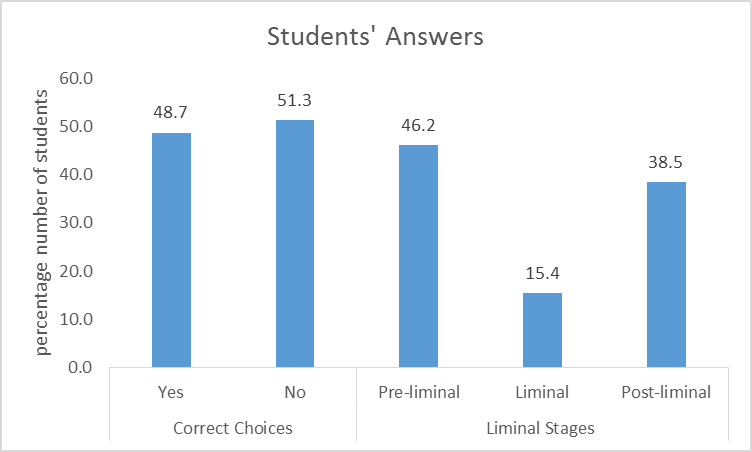 Students' Answers
percentage number of students
60.0
50.0
40.0
30.0
20.0
10.0
0.0
48.7
51.3
46.2
15.4
38.5
Yes
No
Pre-liminal
Liminal
Post-liminal
Correct Choices
Liminal Stages